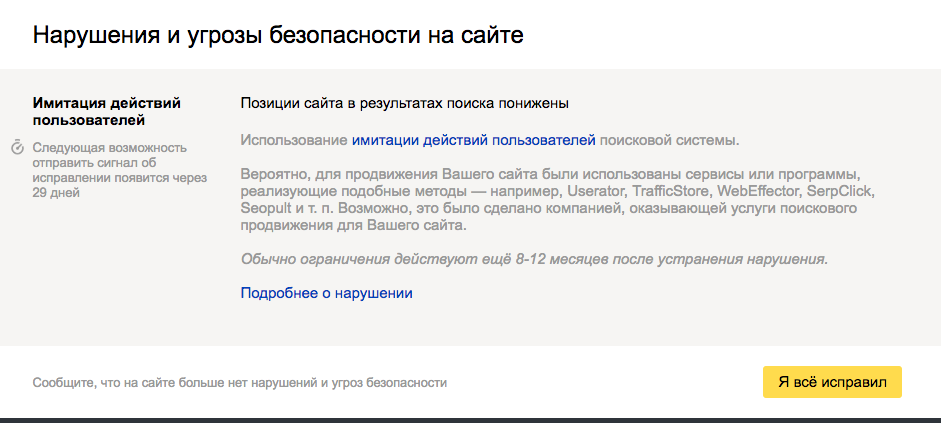 Нарушения и угрозы безопасности на сайте
Имитация действий
пользователей
Следующая возможность
отправить сигнал об
исправлении появится через
29 дней
Позиции сайта в результатах поиска понижены
Использование имитации действий пользователей поисковой системы.
Вероятно, для продвижения Вашего сайта были использованы сервисы или программы,
реализующие подобные методы — например, Userator, TrafficStore, WebEffector, SerpClick,
Seopult и т. п. Возможно, это было сделано компанией, оказывающей услуги поискового
продвижения для Вашего сайта.
Обычно ограничения действуют ещё 8-12 месяцев после устранения нарушения.
Подробнее о нарушении
Сообщите, что на сайте больше нет нарушений и угроз безопасности
Я всё исправил